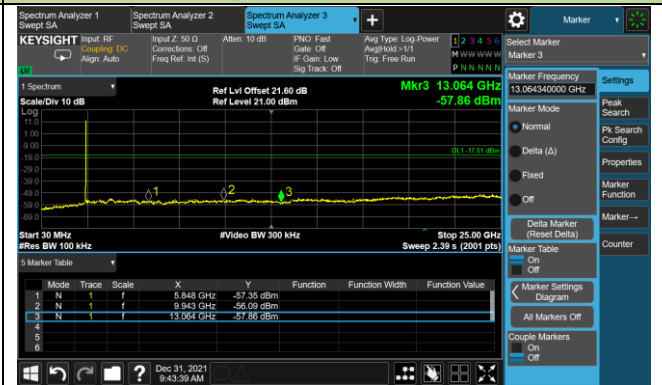 Spectrum Analyzer 1 Spectrum Analyzer 2 Spectrum Analyzer 3
Swept SA Swept SA Swept SA
Marker
KEYSIGHT Input: RF Input Z: 50 Ω Atten: 10 dB PNO: Fast Avg Type: Log-Power 1 2 3 4 5 6
Coupling: DC Corrections: Off Gate: Off Avg|Hold:>1/1 M W W W W W
Align: Auto Freq Ref: Int (S) IF Gain: Low Trig: Free Run P N N N N N
Sig Track: Off
Select Marker
Marker 3
1 Spectrum
Scale/Div 10 dB Ref Lvl Offset 21.60 dB Mkr3 13.064 GHz
Ref Level 21.00 dBm -57.86 dBm
Log
11.0
1.00
-9.00
-19.0
-29.0
-39.0
-49.0
-59.0
-69.0
DL1 -17.01 dBm
1
2
3
Start 30 MHz #Video BW 300 kHz Stop 25.00 GHz
#Res BW 100 kHz Sweep 2.39 s (2001 pts)
5 Marker Table
Mode Trace Scale X Y Function Function Width Function Value
1 N 1 f 5.848 GHz -57.35 dBm
2 N 1 f 9.943 GHz -56.09 dBm
3 N 1 f 13.064 GHz -57.86 dBm
4
5
6
Marker Frequency
13.064340000 GHz
Marker Mode
Normal
Delta (Δ)
Fixed
Off
Delta Marker
(Reset Delta)
Marker Table
On
Off
Marker Settings
Diagram
All Markers Off
Couple Markers
On
Off
Settings
Peak
Search
Pk Search
Config
Properties
Marker
Function
Marker→
Counter
Dec 31, 2021
9:43:39 AM